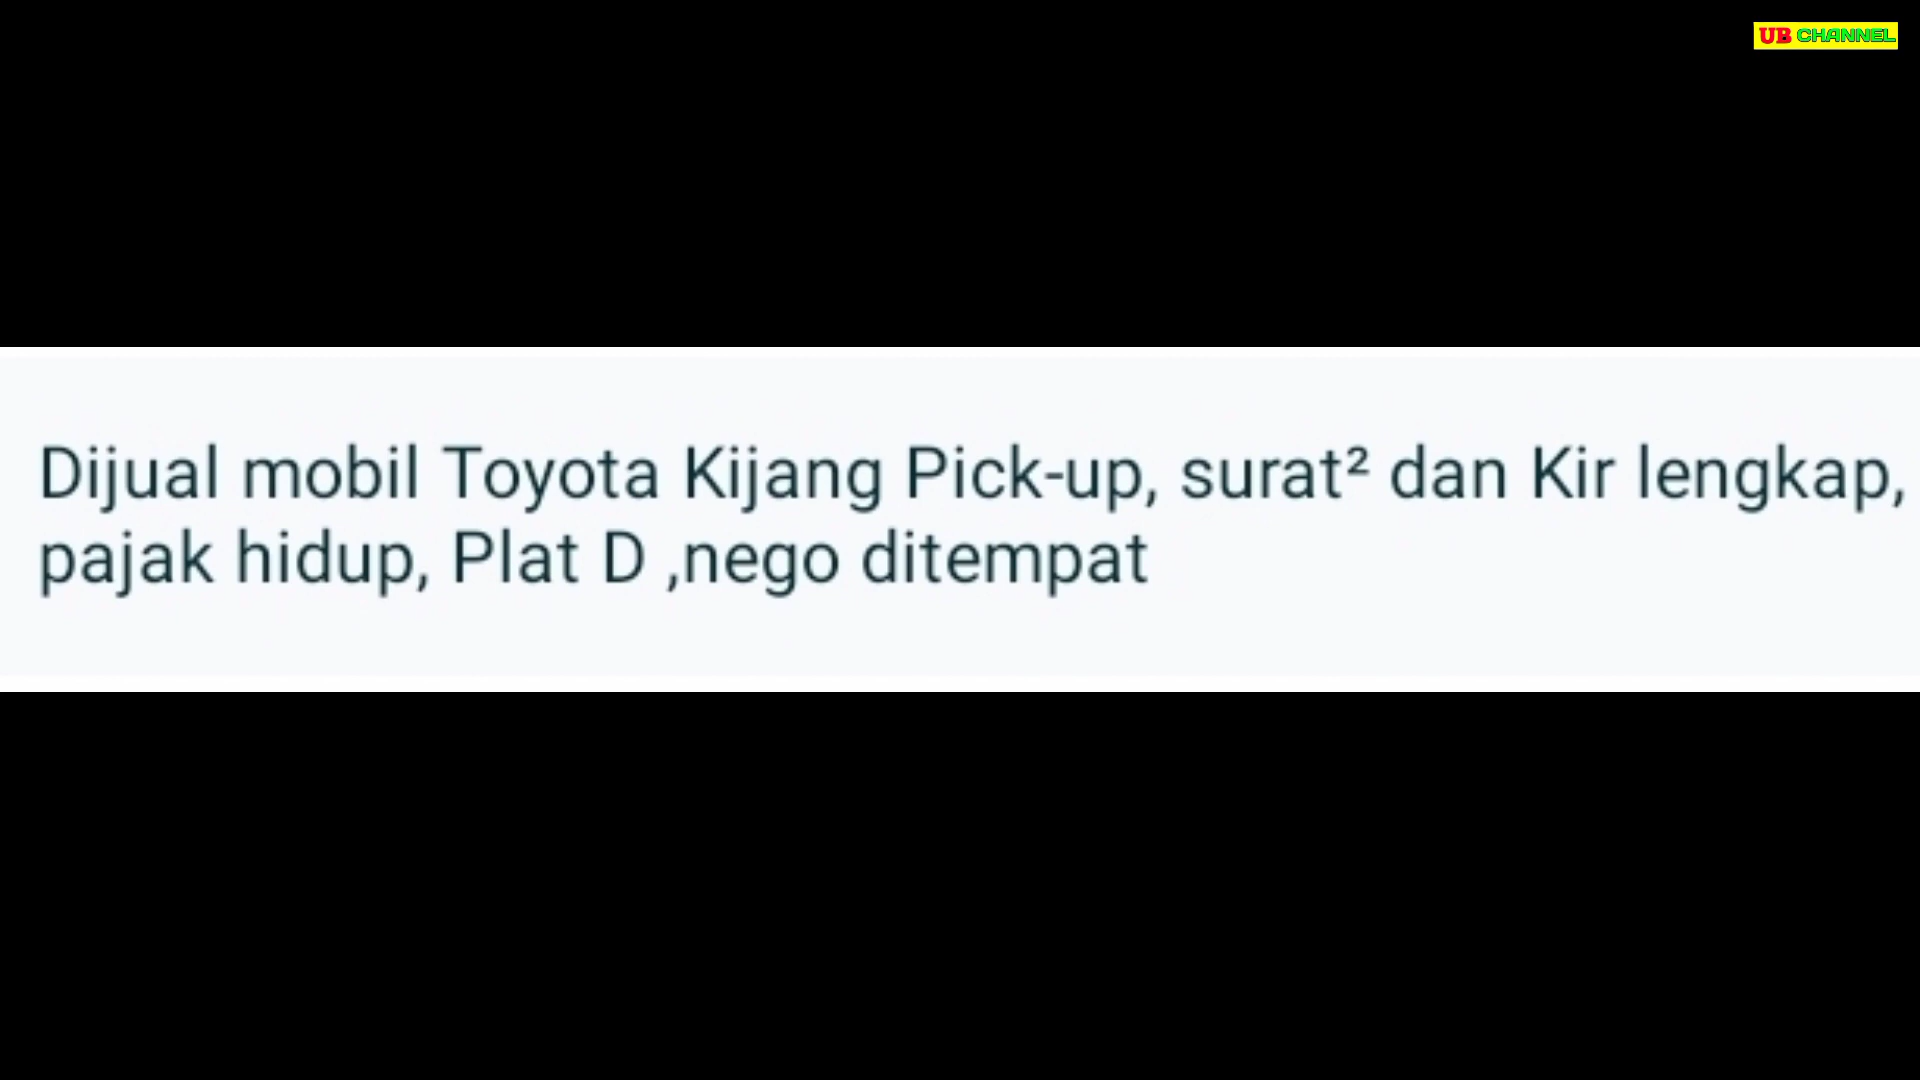 UB CHANNEL
Dijual mobil Toyota Kijang Pick-up, surat² dan Kir lengkap,
pajak hidup, Plat D ,nego ditempat